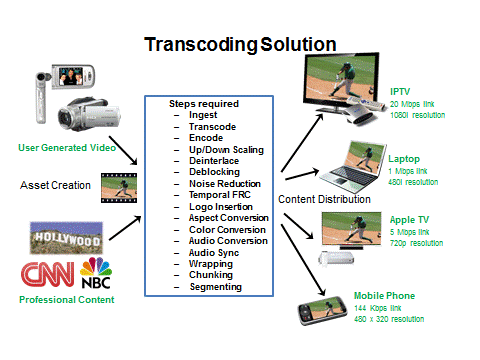 Transcoding Solution
User Generated Video
Asset Creation
HOLLYWOOD
CNN
NBC
Professional Content
Steps required
– Ingest
– Transcode
– Encode
– Up/Down Scaling
– Deinterlace
– Deblocking
– Noise Reduction
– Temporal FRC
– Logo Insertion
– Aspect Conversion
– Color Conversion
– Audio Conversion
– Audio Sync
– Wrapping
– Chunking
– Segmenting
Content Distribution
IPTV
20 Mbps link
1080i resolution
Laptop
1 Mbps link
480i resolution
Apple TV
5 Mbps link
720p resolution
Mobile Phone
144 Kbps link
480 x 320 resolution